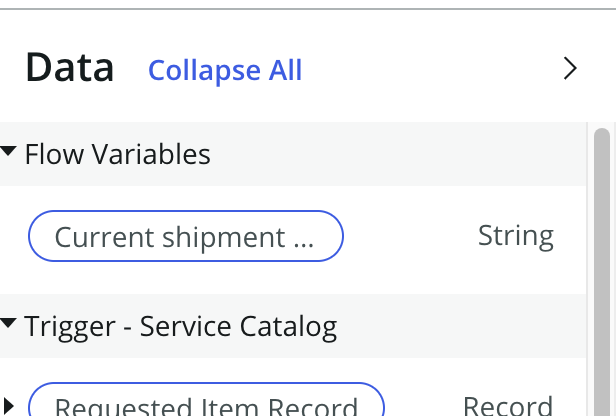 Data Collapse All
Flow Variables
Current shipment ... String
Trigger - Service Catalog
Requested Item Record Record